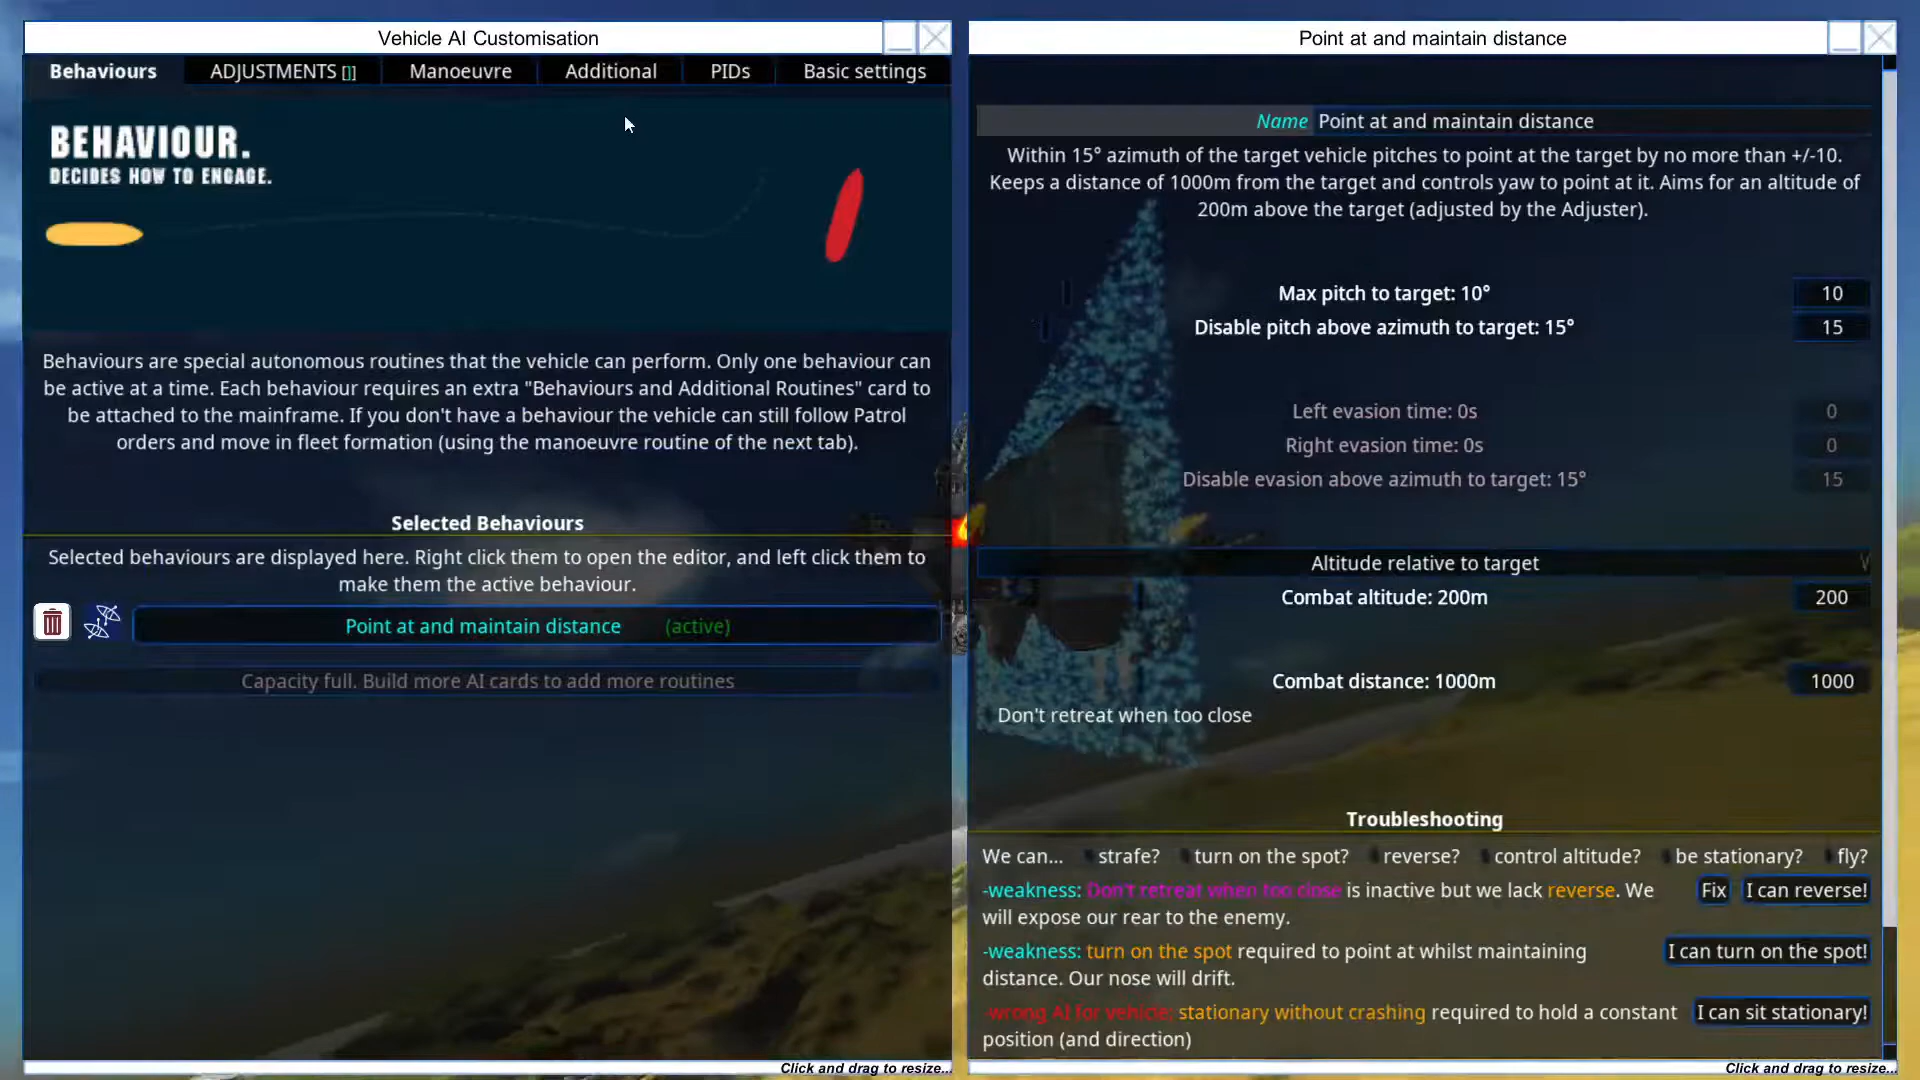 Vehicle AI Customisation
Behaviours ADJUSTMENTS [|] Manoeuvre Additional PIDs Basic settings
BEHAVIOUR.
DECIDES HOW TO ENGAGE.
Behaviours are special autonomous routines that the vehicle can perform. Only one behaviour can
be active at a time. Each behaviour requires an extra "Behaviours and Additional Routines" card to
be attached to the mainframe. If you don't have a behaviour the vehicle can still follow Patrol
orders and move in fleet formation (using the manoeuvre routine of the next tab).
Selected Behaviours
Selected behaviours are displayed here. Right click them to open the editor, and left click them to
make them the active behaviour.
Point at and maintain distance (active)
Capacity full. Build more AI cards to add more routines
Click and drag to resize...
Point at and maintain distance
Name Point at and maintain distance
Within 15° azimuth of the target vehicle pitches to point at the target by no more than +/-10.
Keeps a distance of 1000m from the target and controls yaw to point at it. Aims for an altitude of
200m above the target (adjusted by the Adjuster).
Max pitch to target: 10° 10
Disable pitch above azimuth to target: 15° 15
Left evasion time: 0s 0
Right evasion time: 0s 0
Disable evasion above azimuth to target: 15° 15
Altitude relative to target V
Combat altitude: 200m 200
Combat distance: 1000m 1000
Don't retreat when too close
Troubleshooting
We can... strafe? turn on the spot? reverse? control altitude? be stationary? fly?
-weakness: Don't retreat when too close is inactive but we lack reverse. We Fix I can reverse!
will expose our rear to the enemy.
-weakness: turn on the spot required to point at whilst maintaining I can turn on the spot!
distance. Our nose will drift.
-wrong AI for vehicle: stationary without crashing required to hold a constant I can sit stationary!
position (and direction)
Click and drag to resize...